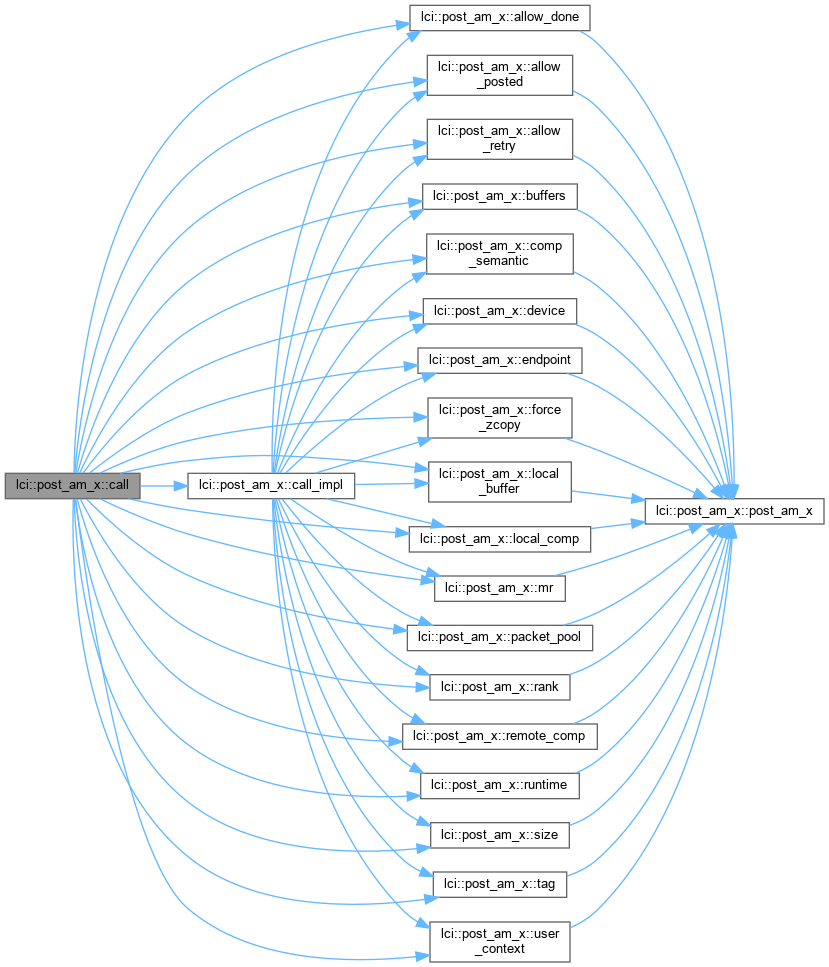 lci::post_am_x::call
lci::post_am_x::call_impl
lci::post_am_x::allow_done
lci::post_am_x::allow
_posted
lci::post_am_x::allow
_retry
lci::post_am_x::buffers
lci::post_am_x::comp
_semantic
lci::post_am_x::device
lci::post_am_x::endpoint
lci::post_am_x::force
_zcopy
lci::post_am_x::local
_buffer
lci::post_am_x::local_comp
lci::post_am_x::mr
lci::post_am_x::packet_pool
lci::post_am_x::rank
lci::post_am_x::remote_comp
lci::post_am_x::runtime
lci::post_am_x::size
lci::post_am_x::tag
lci::post_am_x::user
_context
lci::post_am_x::post_am_x